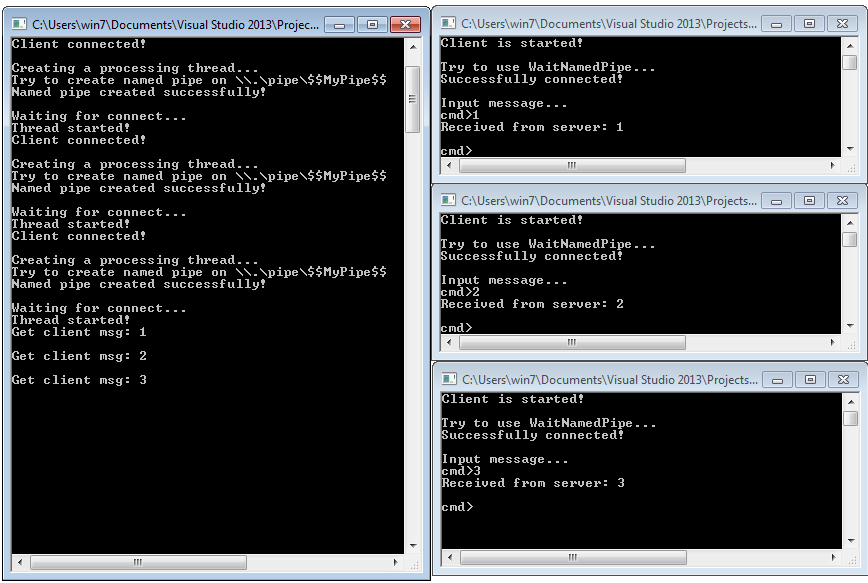 C:\Users\win7\Documents\Visual Studio 2013\Projec...
Client connected!
Creating a processing thread...
Try to create named pipe on \\.\pipe\$$MyPipe$$
Named pipe created successfully!
Waiting for connect...
Thread started!
Client connected!
Creating a processing thread...
Try to create named pipe on \\.\pipe\$$MyPipe$$
Named pipe created successfully!
Waiting for connect...
Thread started!
Client connected!
Creating a processing thread...
Try to create named pipe on \\.\pipe\$$MyPipe$$
Named pipe created successfully!
Waiting for connect...
Thread started!
Get client msg: 1
Get client msg: 2
Get client msg: 3
C:\Users\win7\Documents\Visual Studio 2013\Projects...
Client is started!
Try to use WaitNamedPipe...
Successfully connected!
Input message...
cmd>1
Received from server: 1
cmd>
C:\Users\win7\Documents\Visual Studio 2013\Projects...
Client is started!
Try to use WaitNamedPipe...
Successfully connected!
Input message...
cmd>2
Received from server: 2
cmd>
C:\Users\win7\Documents\Visual Studio 2013\Projects...
Client is started!
Try to use WaitNamedPipe...
Successfully connected!
Input message...
cmd>3
Received from server: 3
cmd>